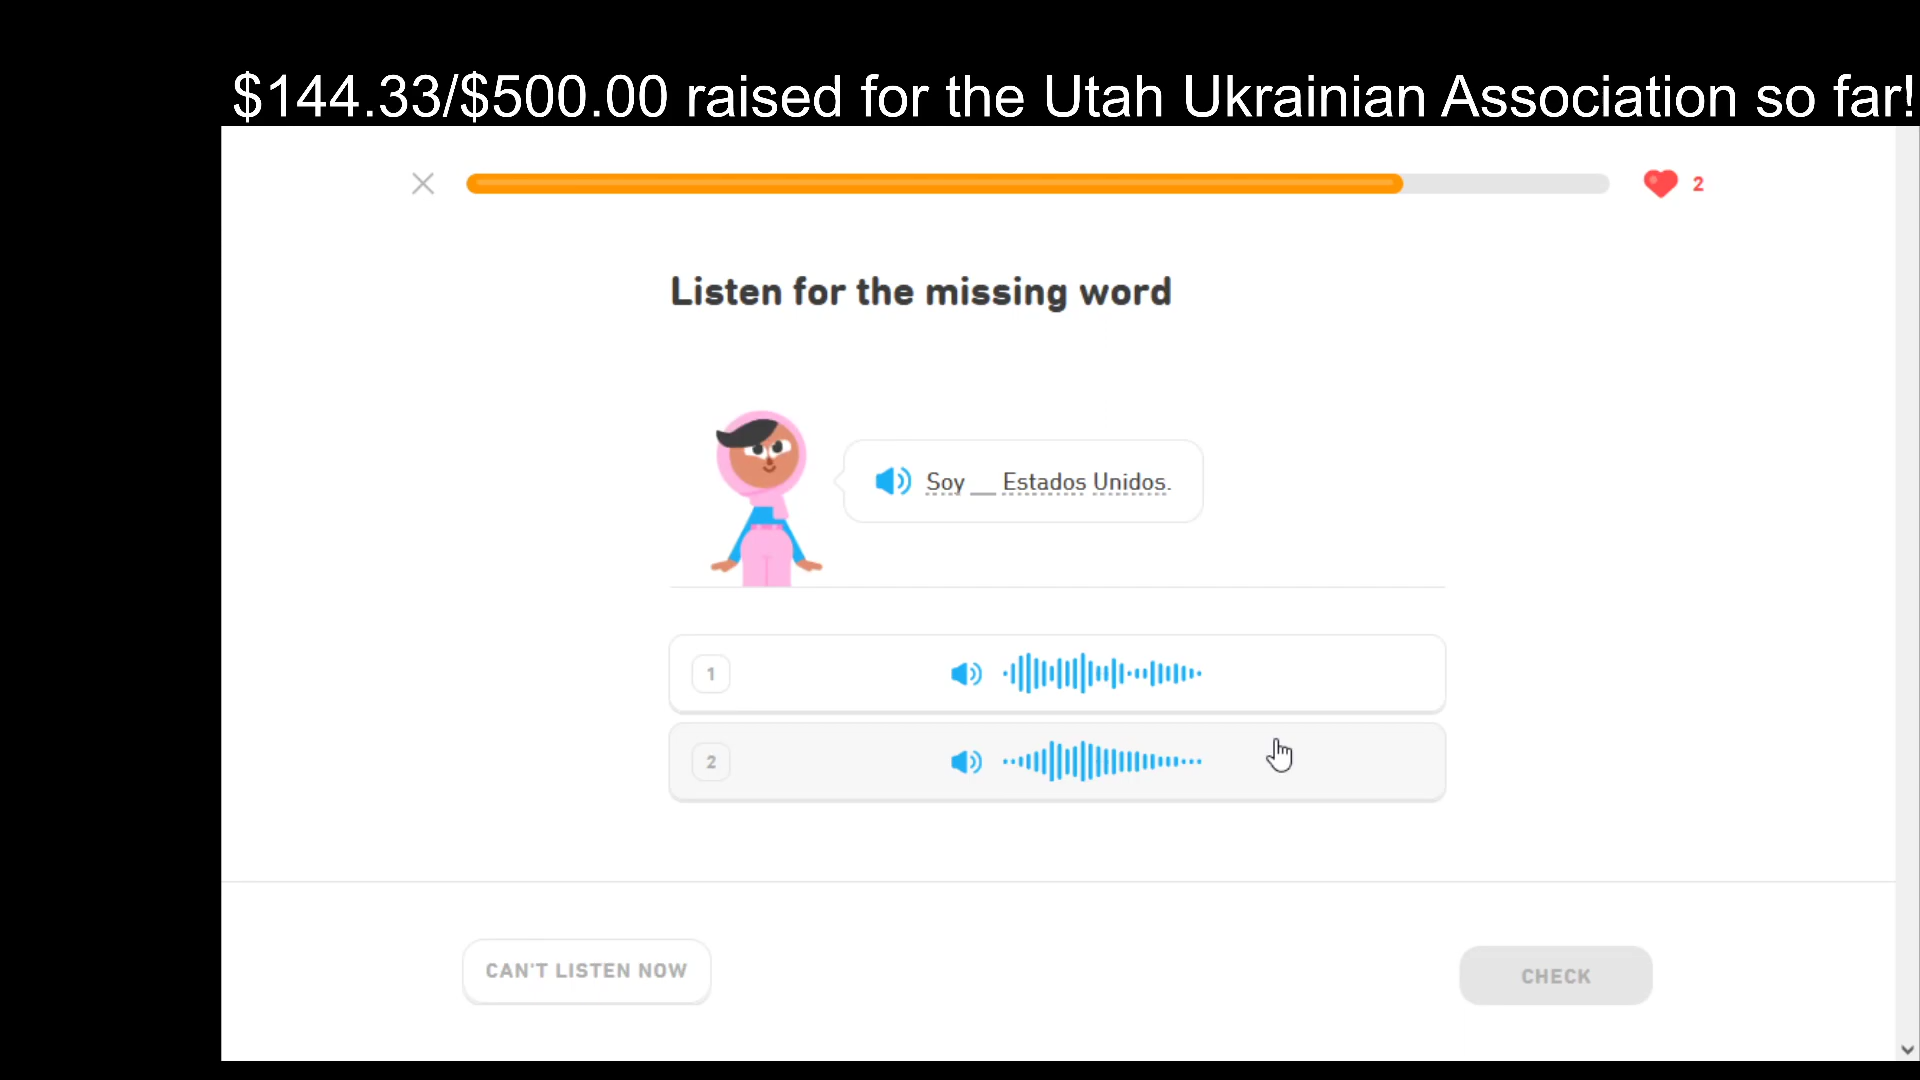 $144.33/$500.00 raised for the Utah Ukrainian Association so far!
2
Listen for the missing word
Soy __ Estados Unidos.
1
2
CAN'T LISTEN NOW
CHECK